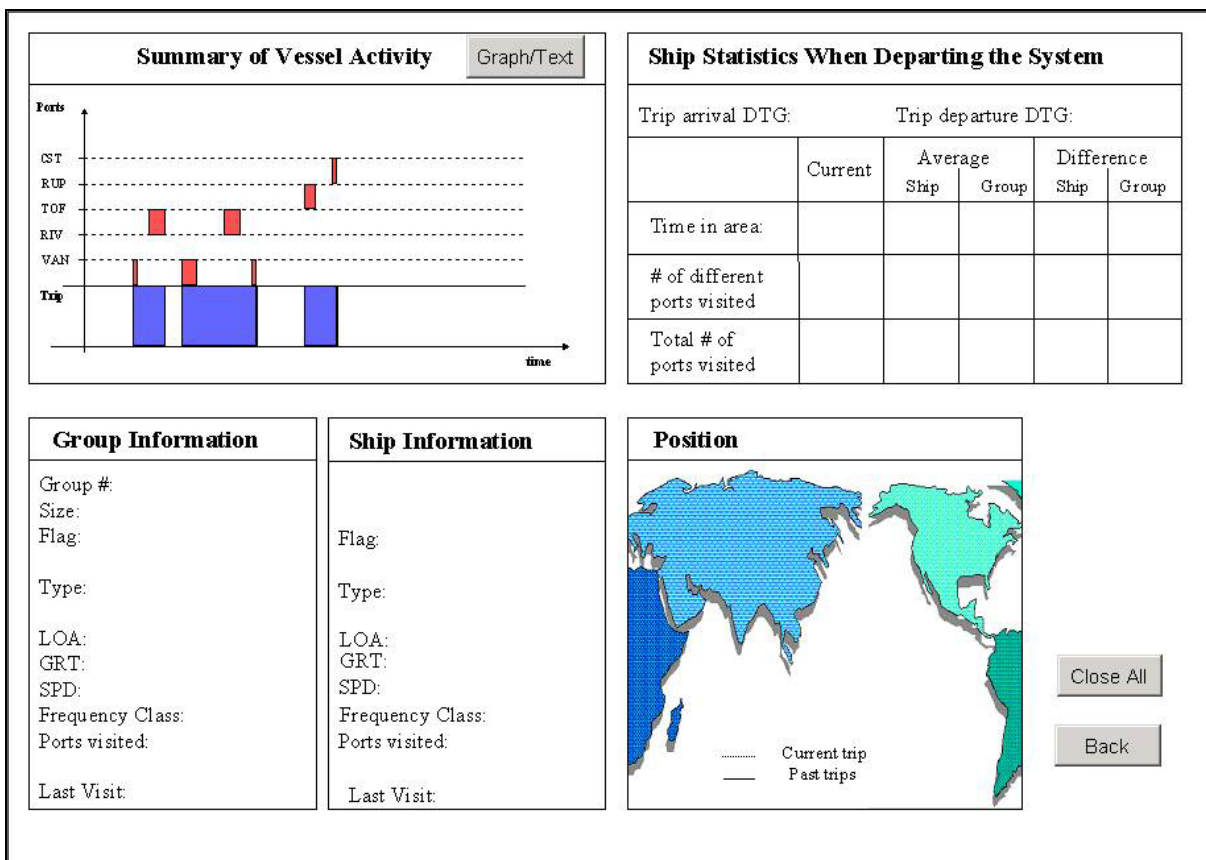 Summary of Vessel Activity
Graph/Text
Ports
CST
RUP
TOF
RIV
VAN
Trip
time
Ship Statistics When Departing the System
Trip arrival DTG: Trip departure DTG:
Current Average Difference
Ship Group Ship Group
Time in area:
# of different
ports visited
Total # of
ports visited
Group Information
Group #:
Size:
Flag:
Type:
LOA:
GRT:
SPD:
Frequency Class:
Ports visited:
Last Visit:
Ship Information
Flag:
Type:
LOA:
GRT:
SPD:
Frequency Class:
Ports visited:
Last Visit:
Position
Current trip
Past trips
Close All
Back